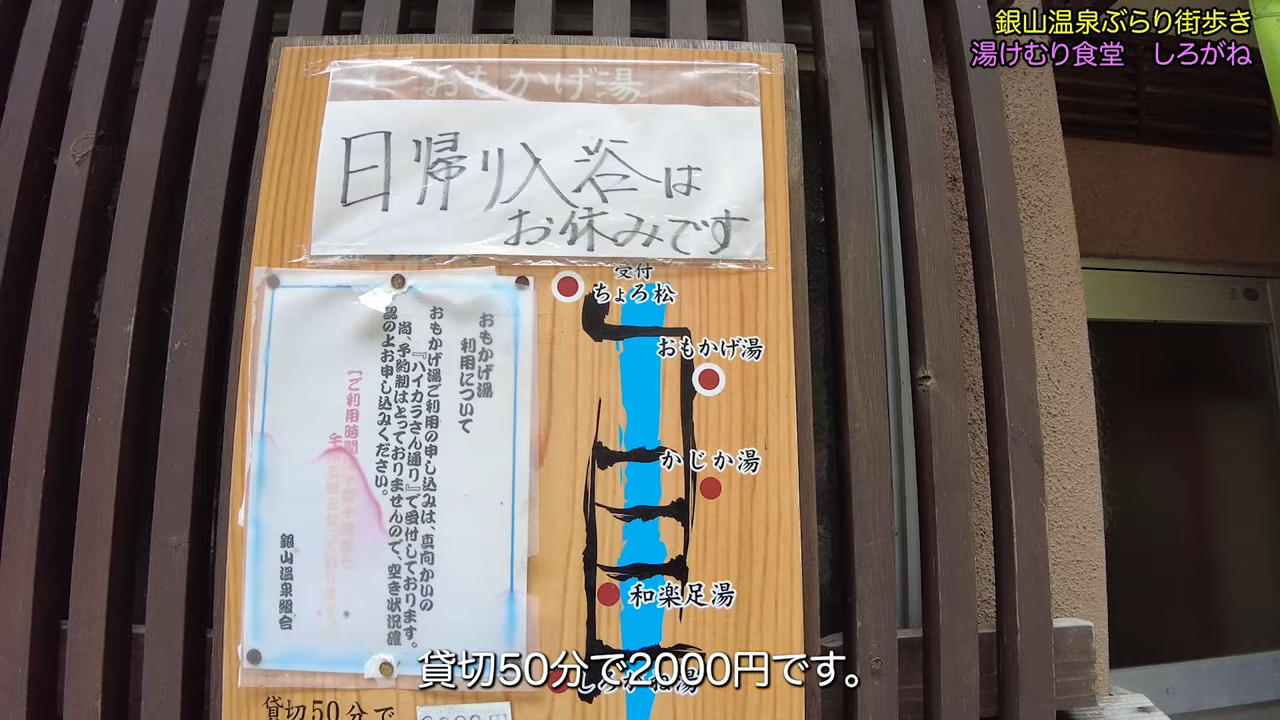 銀山温泉ぶらり街歩き
湯けむり食堂　しろがね
おもかげ湯
日帰り入浴は
お休みです
受付
ちょろ松
おもかげ湯
かじか湯
和楽足湯
おもかげ湯
利用について
おもかげ湯ご利用の申し込みは、真向かいの
『ハイカラさん通り』で受付しております。
尚、予約制はとっておりませんので、空き状況確
認の上お申し込みください。
【ご利用時間
銀山温泉組合
しろがね湯
貸切50分で
貸切50分で2000円です。